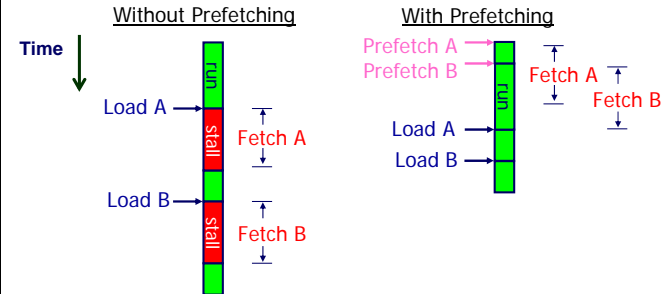 Without Prefetching
With Prefetching
Time
run
Load A
stall
Fetch A
Load B
stall
Fetch B
Prefetch A
Prefetch B
run
Fetch A
Fetch B
Load A
Load B